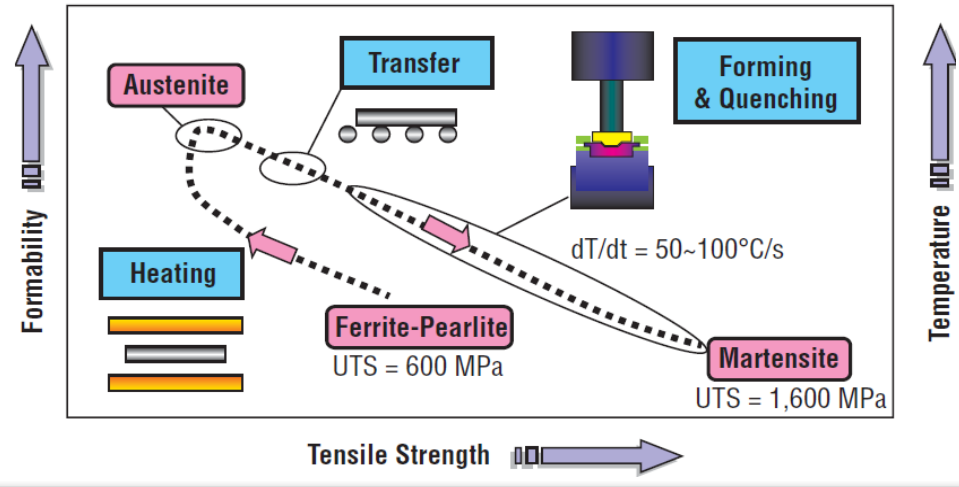 Transfer
Forming
& Quenching
Austenite
Formability
Temperature
dT/dt = 50~100°C/s
Heating
Ferrite-Pearlite
UTS = 600 MPa
Martensite
UTS = 1,600 MPa
Tensile Strength